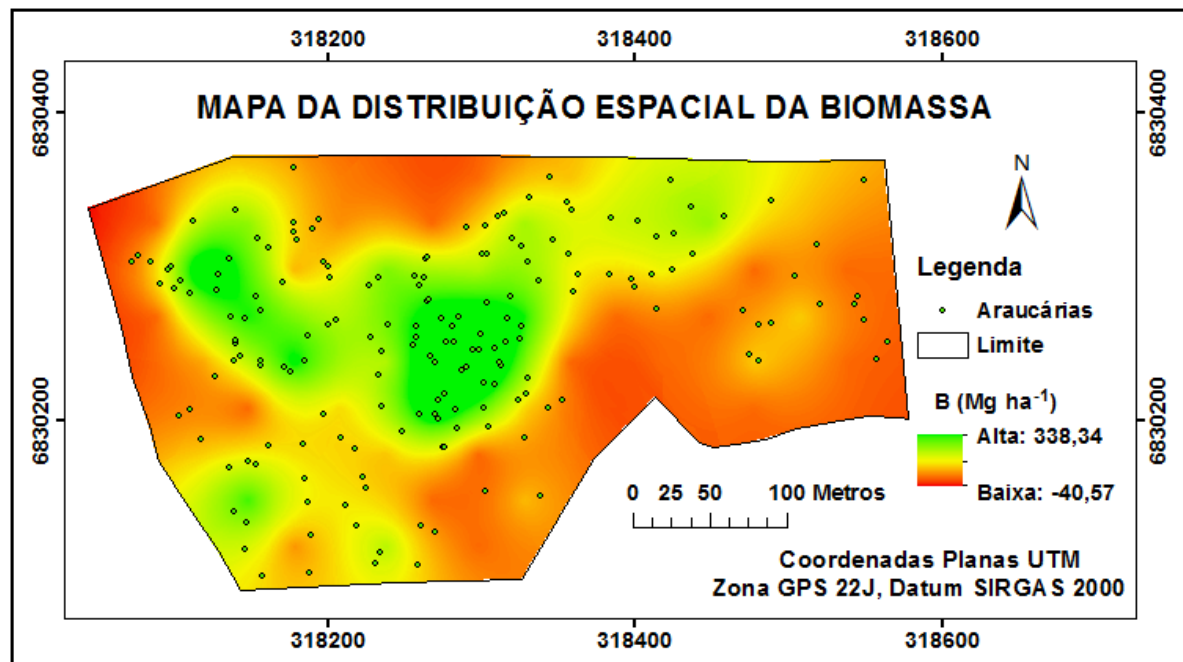 318200 318400 318600
6830400 6830400
MAPA DA DISTRIBUIÇÃO ESPACIAL DA BIOMASSA
N
Legenda
Araucárias
Limite
B (Mg ha⁻¹)
Alta: 338,34
Baixa: -40,57
6830200 6830200
0 25 50 100 Metros
Coordenadas Planas UTM
Zona GPS 22J, Datum SIRGAS 2000
318200 318400 318600